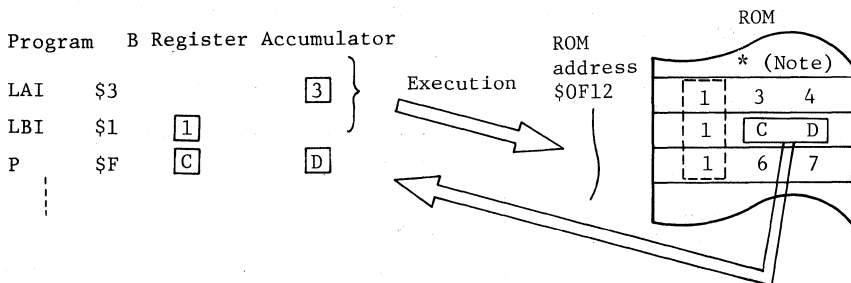 ROM
Program B Register Accumulator
ROM
address
$0F12
* (Note)
LAI $3 3
Execution
1 3 4
LBI $1 1
1 C D
P $F C D
1 6 7